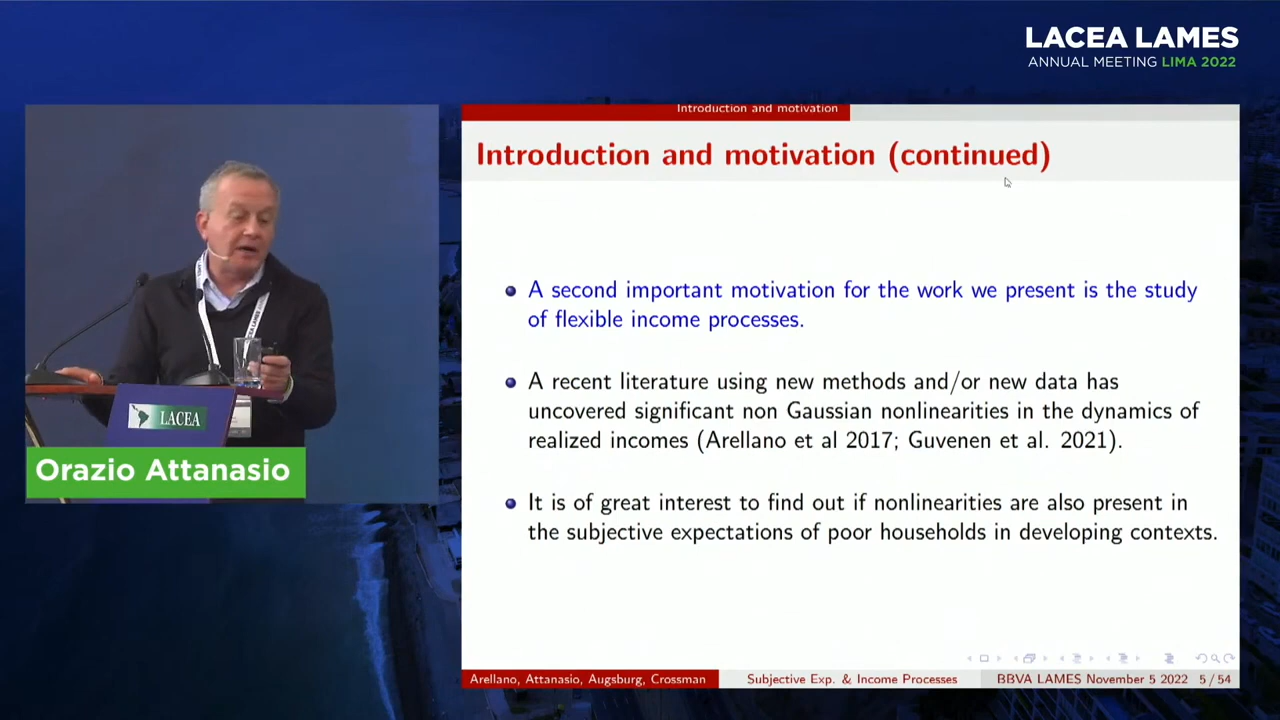 LACEA LAMES
ANNUAL MEETING LIMA 2022
Introduction and motivation
Introduction and motivation (continued)
A second important motivation for the work we present is the study
of flexible income processes.
A recent literature using new methods and/or new data has
uncovered significant non Gaussian nonlinearities in the dynamics of
realized incomes (Arellano et al 2017; Guvenen et al. 2021).
It is of great interest to find out if nonlinearities are also present in
the subjective expectations of poor households in developing contexts.
LACEA
Orazio Attanasio
Arellano, Attanasio, Augsburg, Crossman
Subjective Exp. & Income Processes
BBVA LAMES November 5 2022 5 / 54